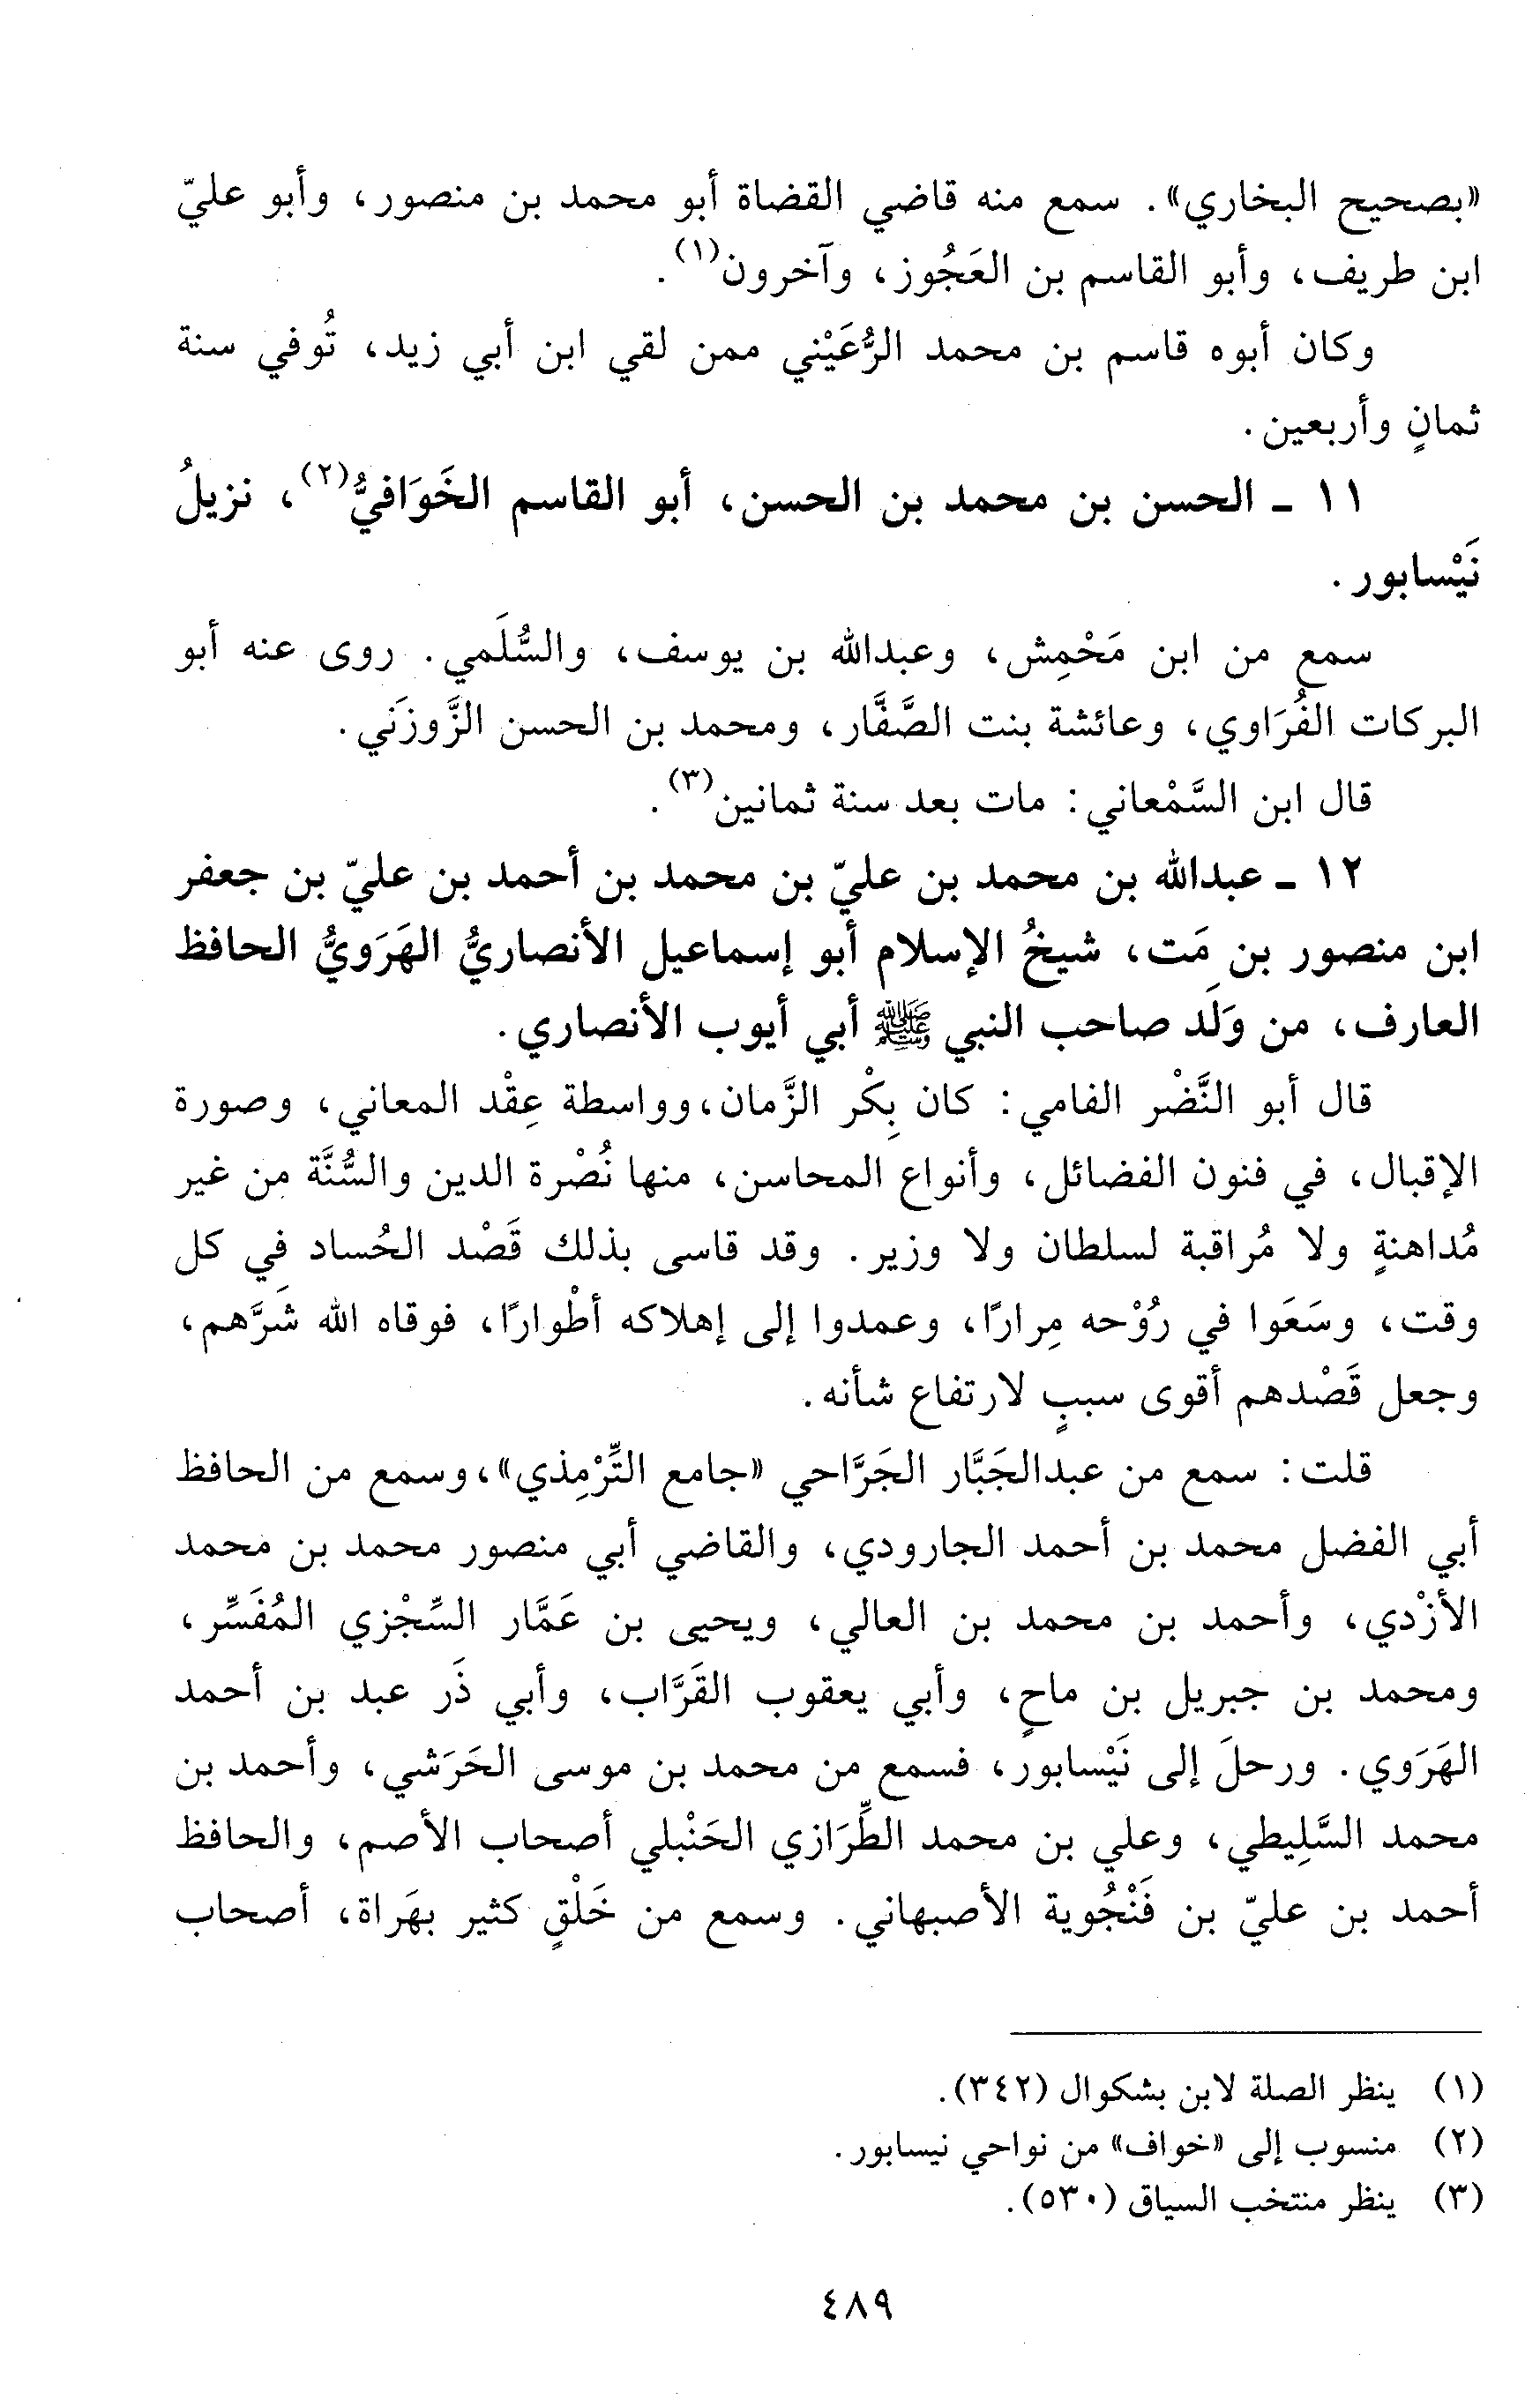 «بصحيح البخاري». سمع منه قاضي القضاة أبو محمد بن منصور، وأبو عليّ
ابن طريف، وأبو القاسم بن العَجُوز، وآخرون(١).
وكان أبوه قاسم بن محمد الرُّعَيْني ممن لقي ابن أبي زيد، تُوفي سنة
ثمانٍ وأربعين.
١١ ـ الحسن بن محمد بن الحسن، أبو القاسم الخَوَافيُّ(٢)، نزيلُ
نَيْسابور.
سمع من ابن مَحْمِش، وعبدالله بن يوسف، والسُّلَمي. روى عنه أبو
البركات الفُرَاوي، وعائشة بنت الصَّفَّار، ومحمد بن الحسن الزَّوزَني.
قال ابن السَّمْعاني: مات بعد سنة ثمانين(٣).
١٢ ـ عبدالله بن محمد بن عليّ بن محمد بن أحمد بن عليّ بن جعفر
ابن منصور بن مَت، شيخُ الإسلام أبو إسماعيل الأنصاريُّ الهَرَويُّ الحافظ
العارف، من وَلَد صاحب النبي ﷺ أبي أيوب الأنصاري.
قال أبو النَّضْر الفامي: كان بِكْر الزَّمان، وواسطة عِقْد المعاني، وصورة
الإقبال، في فنون الفضائل، وأنواع المحاسن، منها نُصْرة الدين والسُّنَّة من غير
مُداهنةٍ ولا مُراقبة لسلطان ولا وزير. وقد قاسى بذلك قَصْد الحُساد في كل
وقت، وسَعَوا في رُوْحه مِرارًا، وعمدوا إلى إهلاكه أطْوارًا، فوقاه الله شَرَّهم،
وجعل قَصْدهم أقوى سببٍ لارتفاع شأنه.
قلت: سمع من عبدالجَبَّار الجَرَّاحي «جامع التِّرْمِذي»، وسمع من الحافظ
أبي الفضل محمد بن أحمد الجارودي، والقاضي أبي منصور محمد بن محمد
الأزْدي، وأحمد بن محمد بن العالي، ويحيى بن عَمَّار السِّجْزي المُفَسِّر،
ومحمد بن جبريل بن ماحٍ، وأبي يعقوب القَرَّاب، وأبي ذَر عبد بن أحمد
الهَرَوي. ورحلَ إلى نَيْسابور، فسمع من محمد بن موسى الحَرَشي، وأحمد بن
محمد السَّلِيطي، وعلي بن محمد الطِّرَازي الحَنْبلي أصحاب الأصم، والحافظ
أحمد بن عليّ بن فَنْجُوية الأصبهاني. وسمع من خَلْقٍ كثير بهَراة، أصحاب
(١) ينظر الصلة لابن بشكوال (٣٤٢).
(٢) منسوب إلى «خواف» من نواحي نيسابور.
(٣) ينظر منتخب السياق (٥٣٠).
٤٨٩